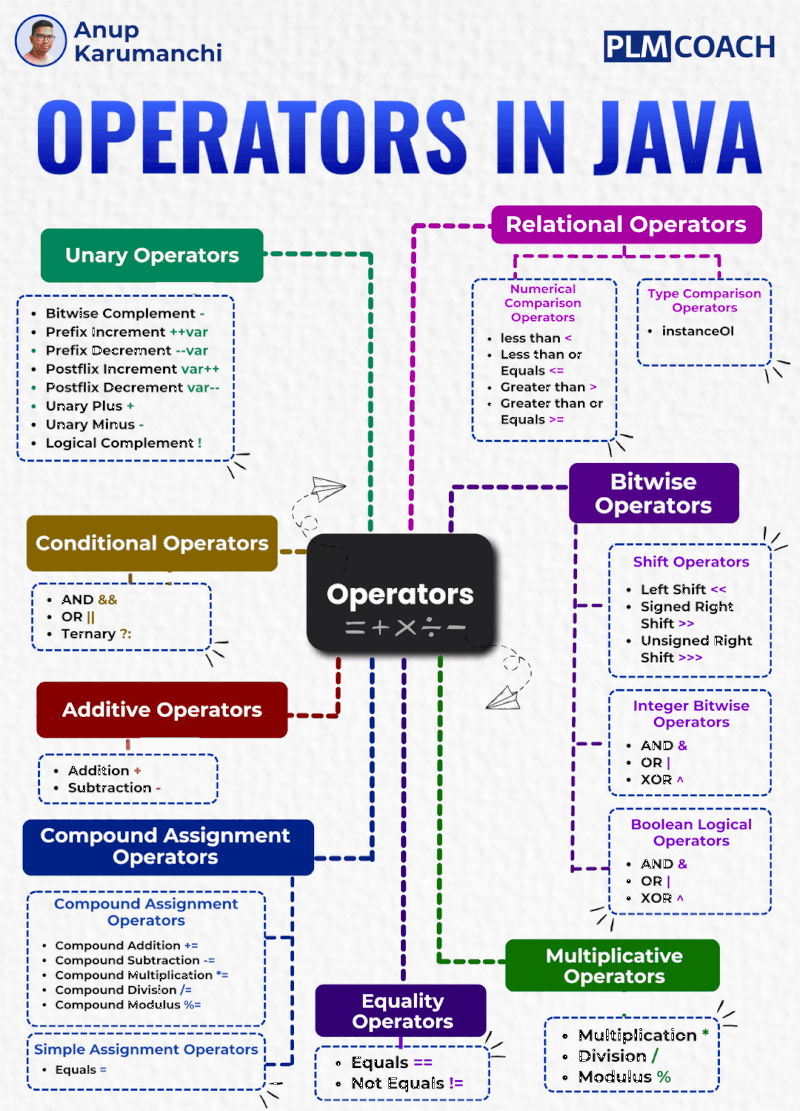 Anup
Karumanchi
PLMCOACH
OPERATORS IN JAVA
Unary Operators
• Bitwise Complement -
• Prefix Increment ++var
• Prefix Decrement --var
• Postflix Increment var++
• Postflix Decrement var--
• Unary Plus +
• Unary Minus -
• Logical Complement !
Relational Operators
Numerical
Comparison
Operators
• less than <
• Less than or
Equals <=
• Greater than >
• Greater than or
Equals >=
Type Comparison
Operators
• instanceOl
Bitwise
Operators
Shift Operators
• Left Shift <<
• Signed Right
Shift >>
• Unsigned Right
Shift >>>
Integer Bitwise
Operators
• AND &
• OR |
• XOR ^
Boolean Logical
Operators
• AND &
• OR |
• XOR ^
Conditional Operators
• AND &&
• OR ||
• Ternary ?:
Operators
=+×÷−
Additive Operators
• Addition +
• Subtraction -
Compound Assignment
Operators
Compound Assignment
Operators
• Compound Addition +=
• Compound Subtraction -=
• Compound Multiplication *=
• Compound Division /=
• Compound Modulus %=
Simple Assignment Operators
• Equals =
Equality
Operators
• Equals ==
• Not Equals !=
Multiplicative
Operators
• Multiplication *
• Division /
• Modulus %